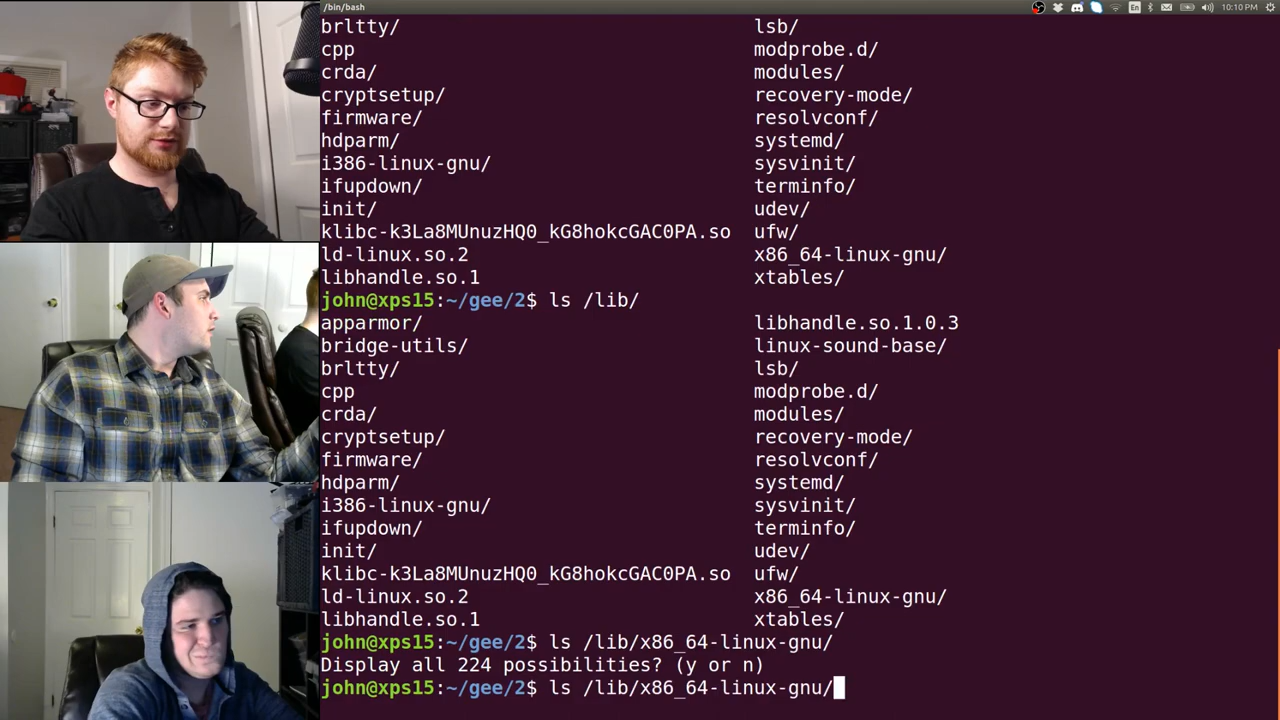 /bin/bash
En
10:10 PM
brltty/ lsb/
cpp modprobe.d/
crda/ modules/
cryptsetup/ recovery-mode/
firmware/ resolvconf/
hdparm/ systemd/
i386-linux-gnu/ sysvinit/
ifupdown/ terminfo/
init/ udev/
klibc-k3La8MUnuzHQ0_kG8hokcGAC0PA.so ufw/
ld-linux.so.2 x86_64-linux-gnu/
libhandle.so.1 xtables/
john@xps15:~/gee/2$ ls /lib/
apparmor/ libhandle.so.1.0.3
bridge-utils/ linux-sound-base/
brltty/ lsb/
cpp modprobe.d/
crda/ modules/
cryptsetup/ recovery-mode/
firmware/ resolvconf/
hdparm/ systemd/
i386-linux-gnu/ sysvinit/
ifupdown/ terminfo/
init/ udev/
klibc-k3La8MUnuzHQ0_kG8hokcGAC0PA.so ufw/
ld-linux.so.2 x86_64-linux-gnu/
libhandle.so.1 xtables/
john@xps15:~/gee/2$ ls /lib/x86_64-linux-gnu/
Display all 224 possibilities? (y or n)
john@xps15:~/gee/2$ ls /lib/x86_64-linux-gnu/